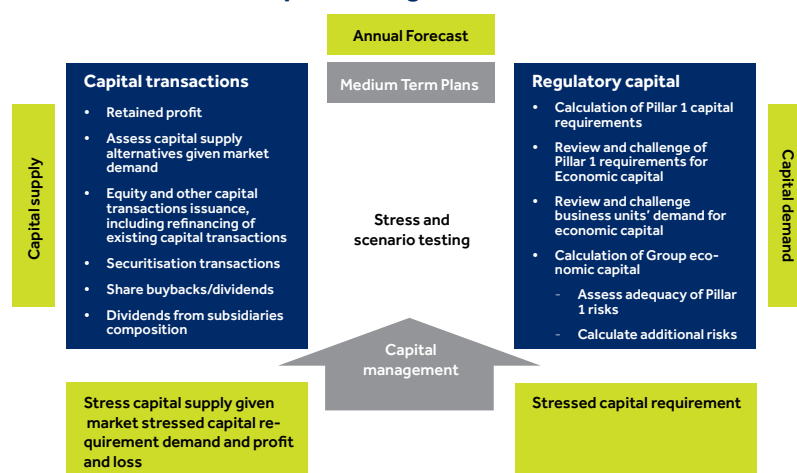 Annual Forecast
Medium Term Plans
Capital supply
Capital transactions
• Retained profit
• Assess capital supply
alternatives given market
demand
• Equity and other capital
transactions issuance,
including refinancing of
existing capital transactions
• Securitisation transactions
• Share buybacks/dividends
• Dividends from subsidiaries
composition
Stress and
scenario testing
Regulatory capital
• Calculation of Pillar 1 capital
requirements
• Review and challenge of
Pillar 1 requirements for
Economic capital
• Review and challenge
business units’ demand for
economic capital
• Calculation of Group eco-
nomic capital
- Assess adequacy of Pillar
1 risks
- Calculate additional risks
Capital demand
Capital
management
Stress capital supply given
market stressed capital re-
quirement demand and profit
and loss
Stressed capital requirement